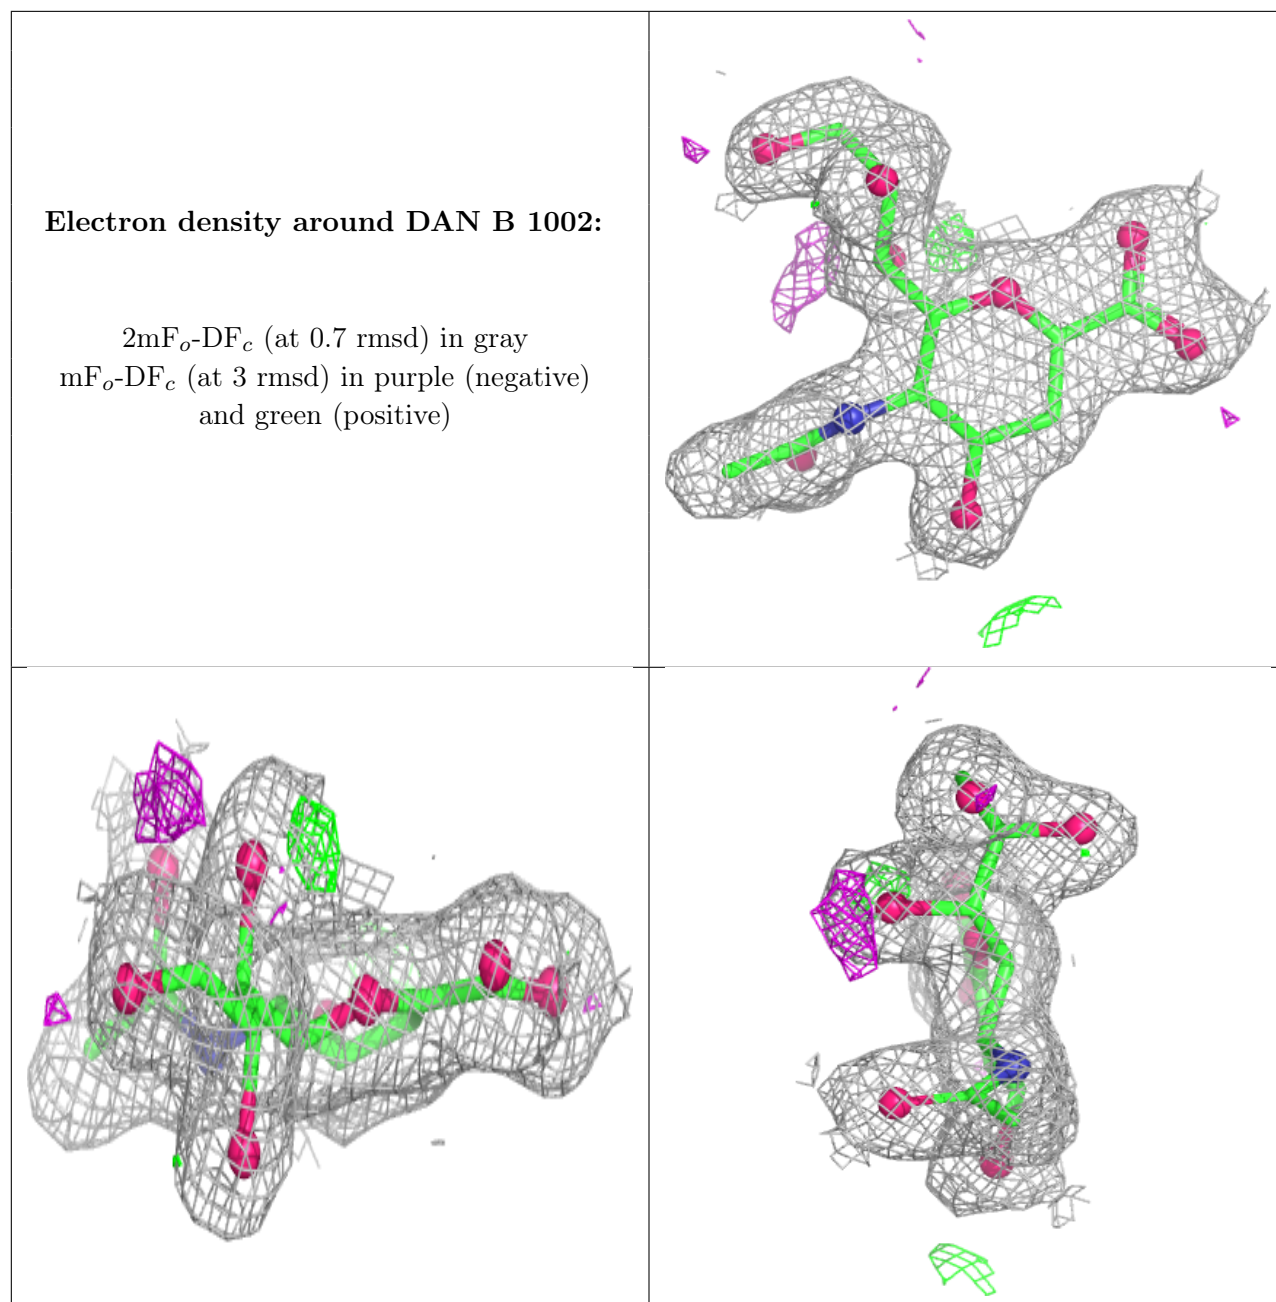 Electron density around DAN B 1002:
2mFo-DFc (at 0.7 rmsd) in gray
mFo-DFc (at 3 rmsd) in purple (negative)
and green (positive)